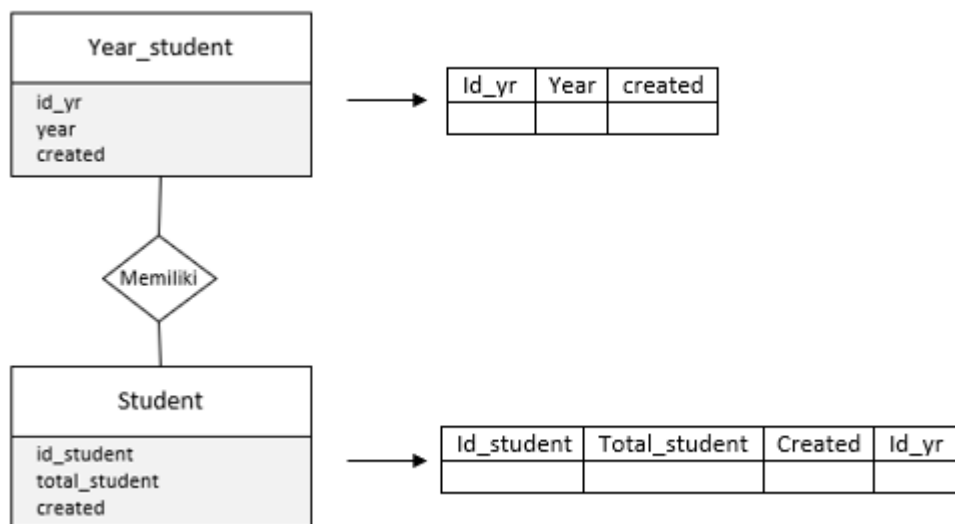 Year_student
id_yr
year
created
Id_yr Year created
Memiliki
Student
id_student
total_student
created
Id_student Total_student Created Id_yr